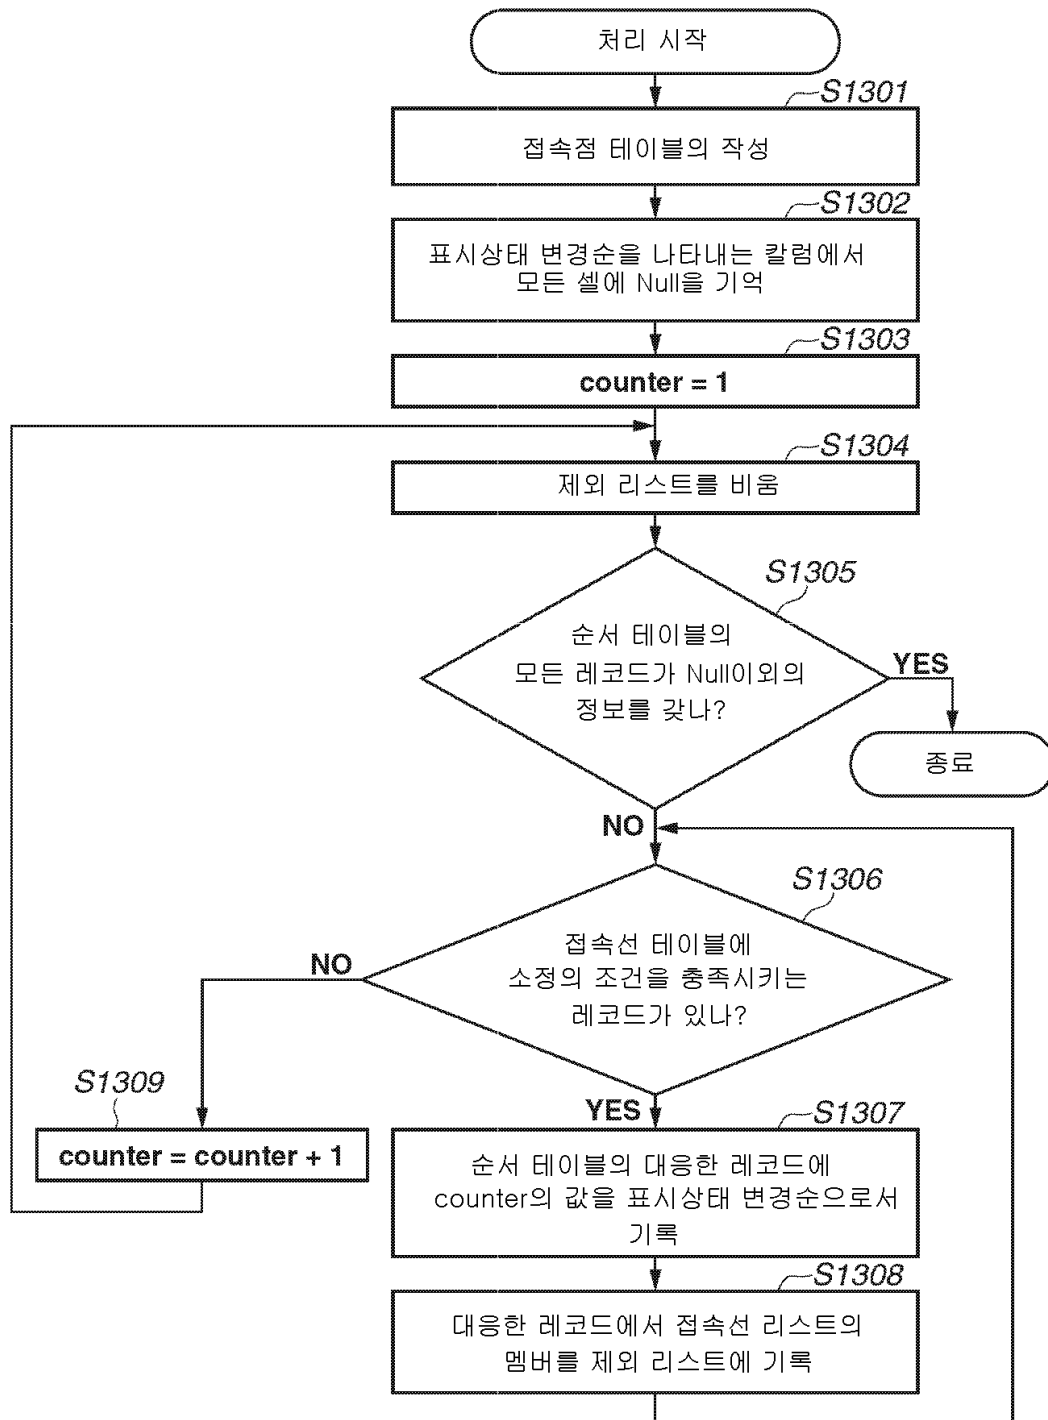 처리 시작
S1301
접속점 테이블의 작성
S1302
표시상태 변경순을 나타내는 칼럼에서
모든 셀에 Null을 기억
S1303
counter = 1
S1304
제외 리스트를 비움
S1305
순서 테이블의
모든 레코드가 Null이외의
정보를 갖나?
YES
종료
NO
S1306
접속선 테이블에
소정의 조건을 충족시키는
레코드가 있나?
NO
S1309
counter = counter + 1
YES
S1307
순서 테이블의 대응한 레코드에
counter의 값을 표시상태 변경순으로서
기록
S1308
대응한 레코드에서 접속선 리스트의
멤버를 제외 리스트에 기록